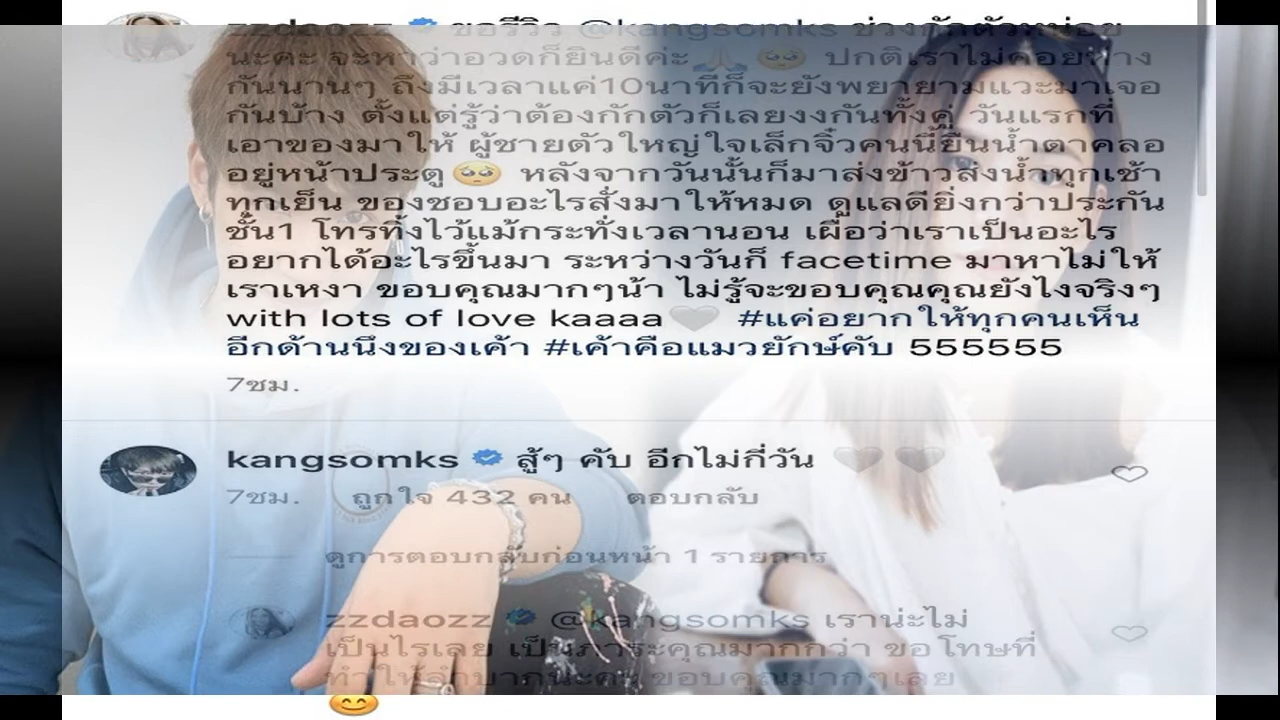 zzdaozz ขอรีวิว @kangsomks ช่วงกักตัวหน่อย
นะคะ จะหาว่าอวดก็ยินดีค่ะ🙏🥺 ปกติเราไม่ค่อยห่าง
กันนานๆ ถึงมีเวลาแค่10นาทีก็จะยังพยายามแวะมาเจอ
กันบ้าง ตั้งแต่รู้ว่าต้องกักตัวก็เลยงงกันทั้งคู่ วันแรกที่
เอาของมาให้ ผู้ชายตัวใหญ่ใจเล็กจิ๋วคนนี้ยืนน้ำตาคลอ
อยู่หน้าประตู🥺 หลังจากวันนั้นก็มาส่งข้าวส่งน้ำทุกเช้า
ทุกเย็น ของชอบอะไรสั่งมาให้หมด ดูแลดียิ่งกว่าประกัน
ชั้น1 โทรทิ้งไว้แม้กระทั่งเวลานอน เผื่อว่าเราเป็นอะไร
อยากได้อะไรขึ้นมา ระหว่างวันก็ facetime มาหาไม่ให้
เราเหงา ขอบคุณมากๆน้า ไม่รู้จะขอบคุณคุณยังไงจริงๆ
with lots of love kaaaa🤍 #แค่อยากให้ทุกคนเห็น
อีกด้านนึงของเค้า #เค้าคือแมวยักษ์คับ 555555
7ชม.
kangsomks สู้ๆ คับ อีกไม่กี่วัน 🤍🤍
7ชม. ถูกใจ 432 คน ตอบกลับ
ดูการตอบกลับก่อนหน้า 1 รายการ
zzdaozz @kangsomks เราน่ะไม่
เป็นไรเลย เป็นภาระคุณมากกว่า ขอโทษที่
ทำให้ลำบากนะคะ ขอบคุณมากๆเลย
😊